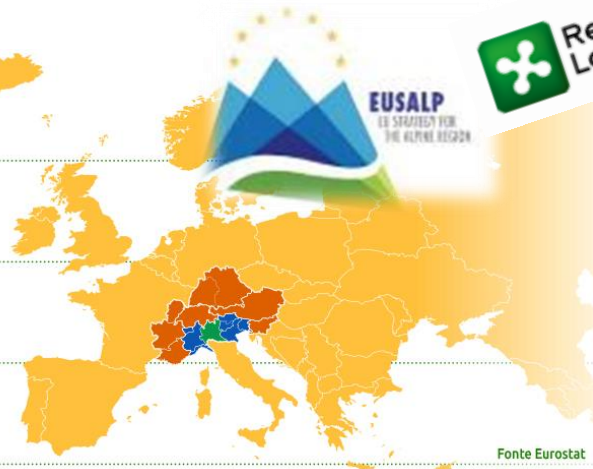 Re
Lo
EUSALP
EU STRATEGY FOR
THE ALPINE REGION
Fonte Eurostat